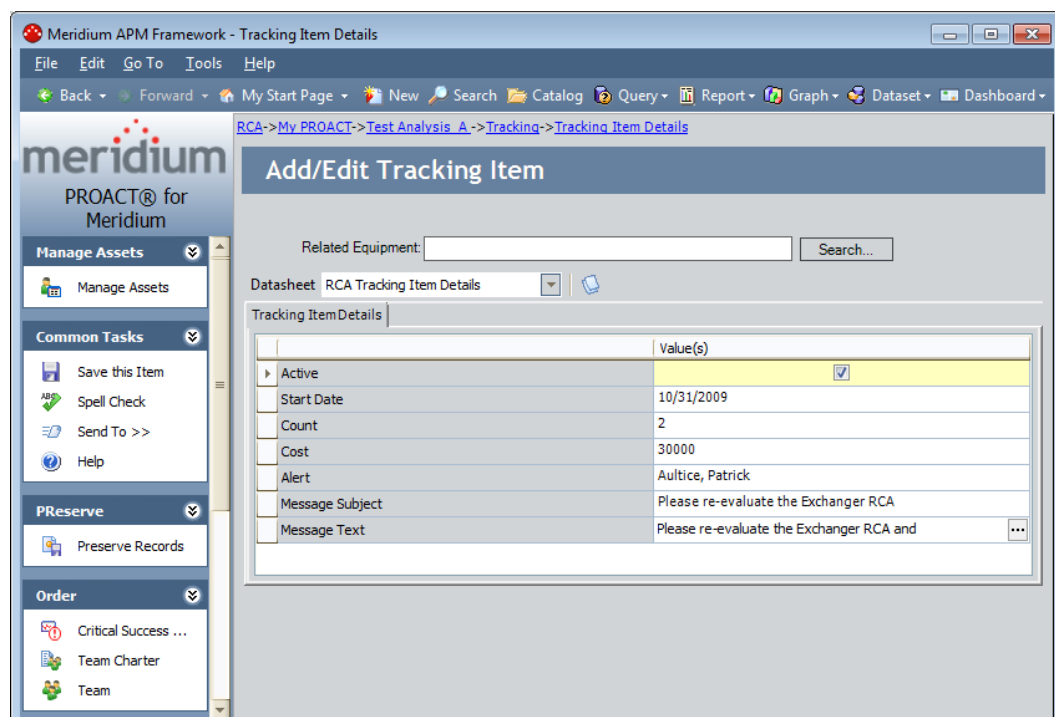 Meridium APM Framework - Tracking Item Details
File Edit Go To Tools Help
Back Forward My Start Page New Search Catalog Query Report Graph Dataset Dashboard
meridium
PROACT® for
Meridium
Manage Assets
Manage Assets
Common Tasks
Save this Item
ABC
Spell Check
Send To >>
Help
PReserve
Preserve Records
Order
Critical Success ...
Team Charter
Team
RCA->My PROACT->Test Analysis A->Tracking->Tracking Item Details
Add/Edit Tracking Item
Related Equipment: Search...
Datasheet RCA Tracking Item Details
Tracking Item Details
Value(s)
Active
Start Date 10/31/2009
Count 2
Cost 30000
Alert Aultice, Patrick
Message Subject Please re-evaluate the Exchanger RCA
Message Text Please re-evaluate the Exchanger RCA and ...